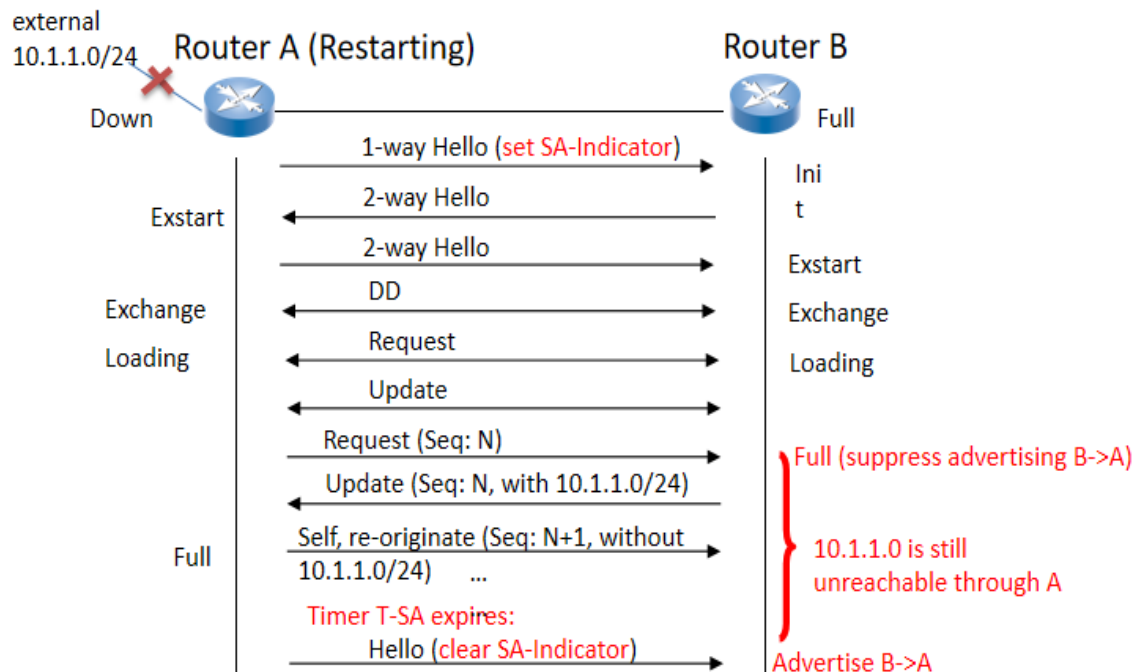 external
10.1.1.0/24
Router A (Restarting)
Router B
Down
Full
1-way Hello (set SA-Indicator)
Ini
t
2-way Hello
Exstart
2-way Hello
Exstart
DD
Exchange
Exchange
Request
Loading
Loading
Update
Request (Seq: N)
Full (suppress advertising B->A)
Update (Seq: N, with 10.1.1.0/24)
Self, re-originate (Seq: N+1, without
10.1.1.0/24) ...
Full
10.1.1.0 is still
unreachable through A
...
Timer T-SA expires:
Hello (clear SA-Indicator)
Advertise B->A